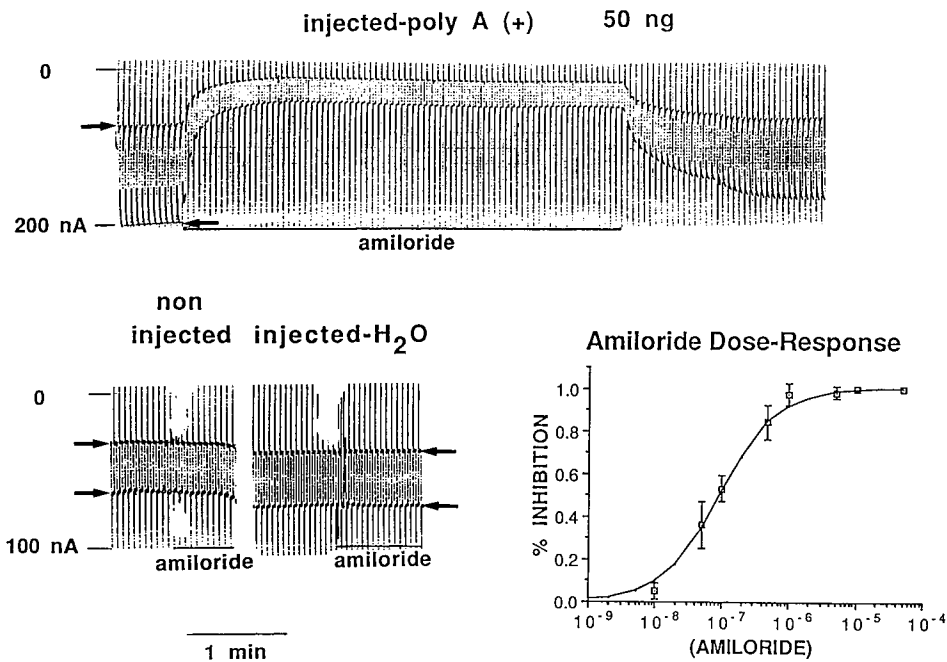 injected-poly A (+) 50 ng
0
200 nA
amiloride
non
injected
injected-H₂O
0
100 nA
amiloride
amiloride
1 min
Amiloride Dose-Response
% INHIBITION
1.0
0.8
0.6
0.4
0.2
0.0
10⁻⁹ 10⁻⁸ 10⁻⁷ 10⁻⁶ 10⁻⁵ 10⁻⁴
(AMILORIDE)